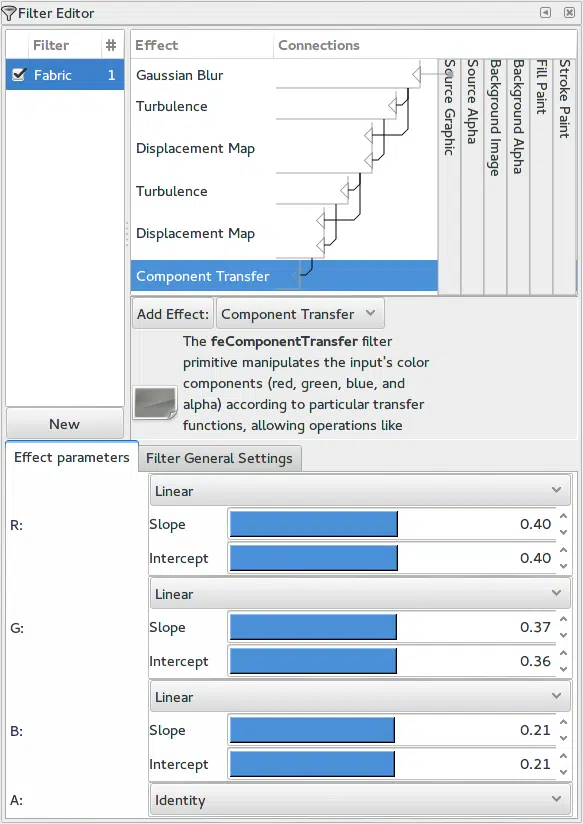 Filter Editor
Filter #
Effect
Connections
Fabric 1
Gaussian Blur
Turbulence
Displacement Map
Turbulence
Displacement Map
Component Transfer
Source Graphic
Source Alpha
Background Image
Background Alpha
Fill Paint
Stroke Paint
Add Effect: Component Transfer
The feComponentTransfer filter
primitive manipulates the input's color
components (red, green, blue, and
alpha) according to particular transfer
functions, allowing operations like
New
Effect parameters
Filter General Settings
R:
Linear
Slope 0.40
Intercept 0.40
G:
Linear
Slope 0.37
Intercept 0.36
B:
Linear
Slope 0.21
Intercept 0.21
A: Identity